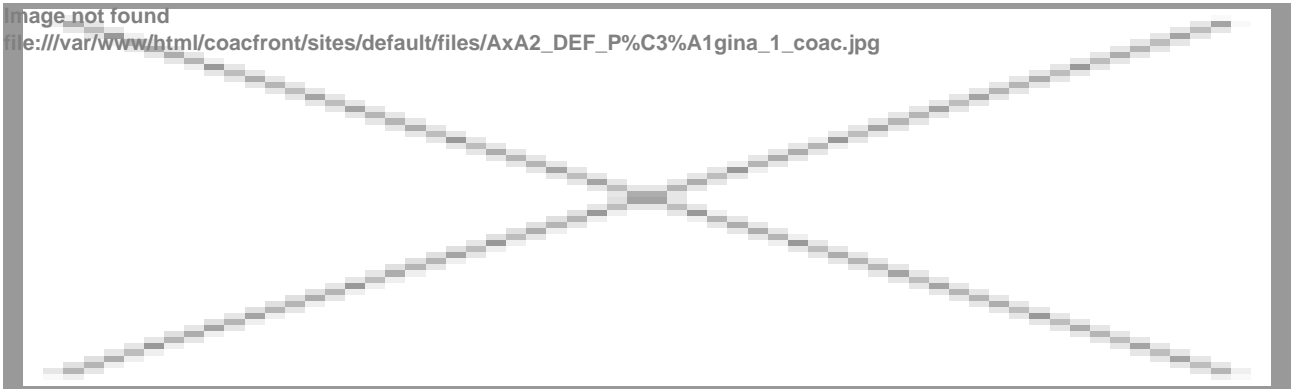 Image not found
file:///var/www/html/coacfront/sites/default/files/AxA2_DEF_P%C3%A1gina_1_coac.jpg